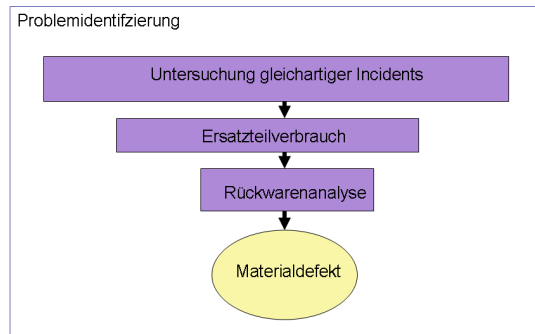 Problemidentifzierung
Untersuchung gleichartiger Incidents
Ersatzteilverbrauch
Rückwarenanalyse
Materialdefekt